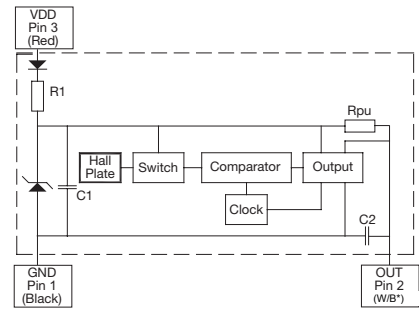 VDD
Pin 3
(Red)
R1
Rpu
Hall
Plate
Switch
Comparator
Output
C1
Clock
C2
GND
Pin 1
(Black)
OUT
Pin 2
(W/B*)